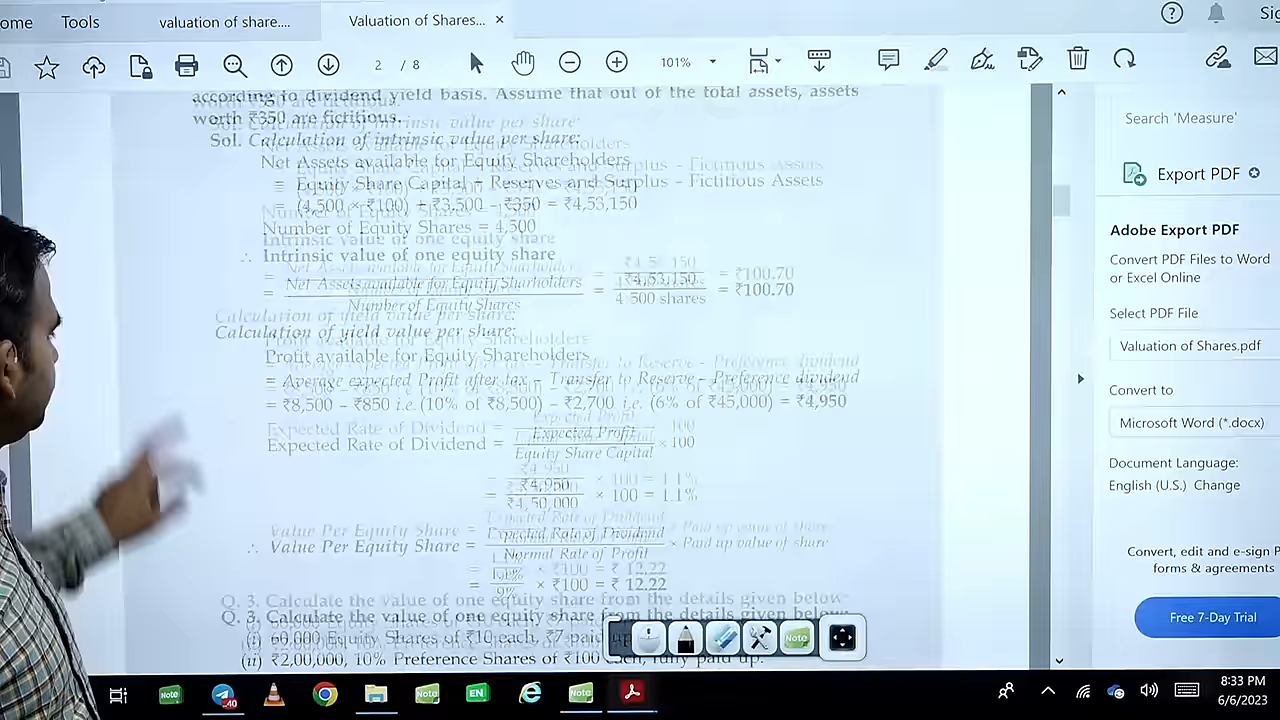 ome Tools valuation of share.... Valuation of Shares... × Sig
2 / 8 101%
according to dividend yield basis. Assume that out of the total assets, assets
worth ₹350 are fictitious.
Sol. Calculation of intrinsic value per share:
Net Assets available for Equity Shareholders
= Equity Share Capital + Reserves and Surplus - Fictitious Assets
= (4,500 × ₹100) + ₹3,500 - ₹350 = ₹4,53,150
Number of Equity Shares = 4,500
∴ Intrinsic value of one equity share
= Net Assets available for Equity Shareholders / Number of Equity Shares = ₹4,53,150 / 4 500 shares = ₹100.70
Calculation of yield value per share:
Profit available for Equity Shareholders
= Average expected Profit after tax - Transfer to Reserve - Preference dividend
= ₹8,500 - ₹850 i.e. (10% of ₹8,500) - ₹2,700 i.e. (6% of ₹45,000) = ₹4,950
Expected Rate of Dividend = Expected Profit / Equity Share Capital × 100
= ₹4,950 / ₹4,50,000 × 100 = 1.1%
∴ Value Per Equity Share = Expected Rate of Dividend / Normal Rate of Profit × Paid up value of share
= 1.1% / 9% × ₹100 = ₹ 12.22
Q. 3. Calculate the value of one equity share from the details given below:
(i) 60,000 Equity Shares of ₹10 each, ₹7 paid up
(ii) ₹2,00,000, 10% Preference Shares of ₹100 each, fully paid up.
Search 'Measure'
Export PDF
Adobe Export PDF
Convert PDF Files to Word
or Excel Online
Select PDF File
Valuation of Shares.pdf
Convert to
Microsoft Word (*.docx)
Document Language:
English (U.S.) Change
Convert, edit and e-sign P
forms & agreements
Free 7-Day Trial
Note
Note 40 Note EN Note
8:33 PM
6/6/2023